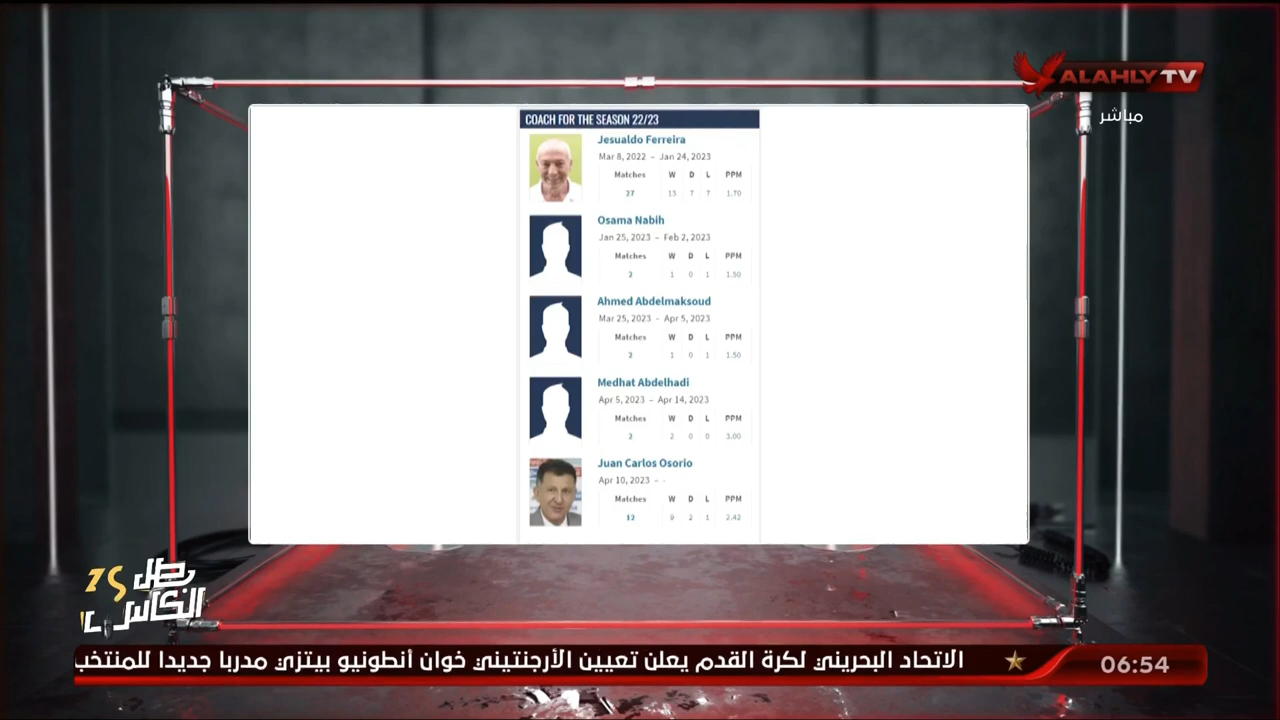 ALAHLY TV
مباشر
COACH FOR THE SEASON 22/23
Jesualdo Ferreira
Mar 8, 2022 – Jan 24, 2023
Matches W D L PPM
27 13 7 7 1.70
Osama Nabih
Jan 25, 2023 – Feb 2, 2023
Matches W D L PPM
2 1 0 1 1.50
Ahmed Abdelmaksoud
Mar 25, 2023 – Apr 5, 2023
Matches W D L PPM
2 1 0 1 1.50
Medhat Abdelhadi
Apr 5, 2023 – Apr 14, 2023
Matches W D L PPM
2 2 0 0 3.00
Juan Carlos Osorio
Apr 10, 2023 – -
Matches W D L PPM
12 9 2 1 2.42
بطل
الكاس
الاتحاد البحريني لكرة القدم يعلن تعيين الأرجنتيني خوان أنطونيو بيتزي مدربا جديدا للمنتخب
06:54